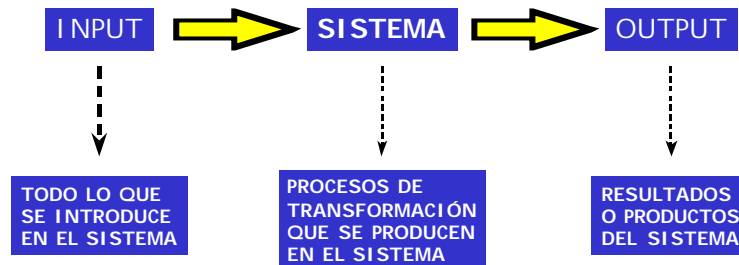 INPUT
SISTEMA
OUTPUT
TODO LO QUE
SE INTRODUCE
EN EL SISTEMA
PROCESOS DE
TRANSFORMACIÓN
QUE SE PRODUCEN
EN EL SISTEMA
RESULTADOS
O PRODUCTOS
DEL SISTEMA